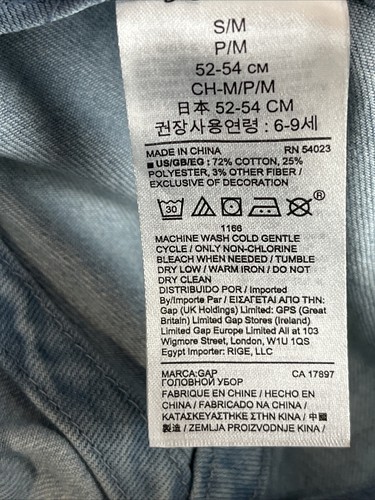 S/M
P/M
52-54 CM
CH-M/P/M
日本 52-54 CM
권장사용연령 : 6-9세
MADE IN CHINA RN 54023
■ US/GB/EG : 72% COTTON, 25%
POLYESTER, 3% OTHER FIBER /
EXCLUSIVE OF DECORATION
30 ®
1166
MACHINE WASH COLD GENTLE
CYCLE / ONLY NON-CHLORINE
BLEACH WHEN NEEDED / TUMBLE
DRY LOW / WARM IRON / DO NOT
DRY CLEAN
DISTRIBUIDO POR / Imported
By/Importe Par / ΕΙΣΑΓΕΤΑΙ ΑΠΟ ΤΗΝ:
Gap (UK Holdings) Limited: GPS (Great
Britain) Limited Gap Stores (Ireland)
Limited Gap Europe Limited All at 103
Wigmore Street, London, W1U 1QS
Egypt Importer: RIGE, LLC
MARCA:GAP CA 17897
ГОЛОВНОЙ УБОР
FABRIQUE EN CHINE / HECHO EN
CHINA / FABRICADO NA CHINA /
ΚΑΤΑΣΚΕΥΑΣΤΗΚΕ ΣΤΗΝ ΚΙΝΑ / 中國
製造 / ZEMLJA PROIZVODNJE KINA /